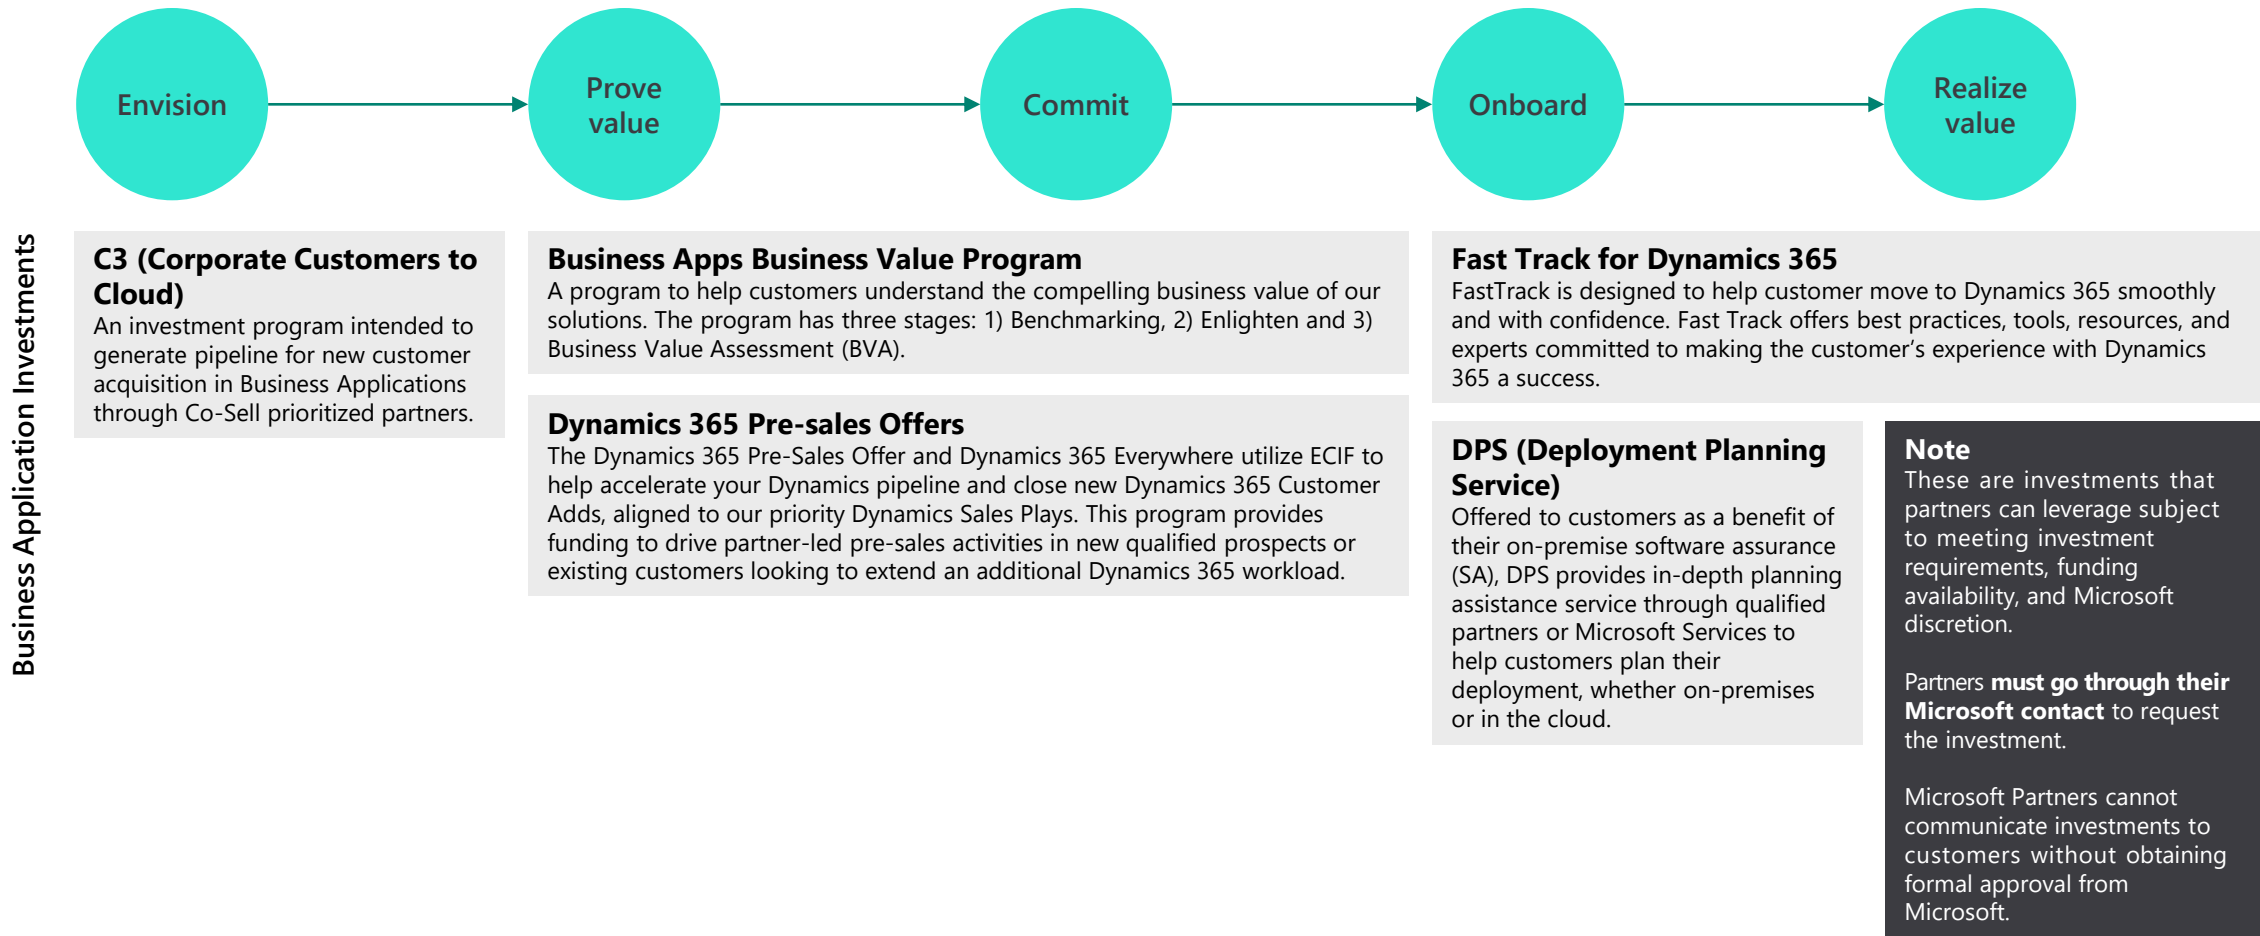 Envision
Prove
value
Commit
Onboard
Realize
value
Business Application Investments
C3 (Corporate Customers to
Cloud)
An investment program intended to
generate pipeline for new customer
acquisition in Business Applications
through Co-Sell prioritized partners.
Business Apps Business Value Program
A program to help customers understand the compelling business value of our
solutions. The program has three stages: 1) Benchmarking, 2) Enlighten and 3)
Business Value Assessment (BVA).
Dynamics 365 Pre-sales Offers
The Dynamics 365 Pre-Sales Offer and Dynamics 365 Everywhere utilize ECIF to
help accelerate your Dynamics pipeline and close new Dynamics 365 Customer
Adds, aligned to our priority Dynamics Sales Plays. This program provides
funding to drive partner-led pre-sales activities in new qualified prospects or
existing customers looking to extend an additional Dynamics 365 workload.
Fast Track for Dynamics 365
FastTrack is designed to help customer move to Dynamics 365 smoothly
and with confidence. Fast Track offers best practices, tools, resources, and
experts committed to making the customer’s experience with Dynamics
365 a success.
DPS (Deployment Planning
Service)
Offered to customers as a benefit of
their on-premise software assurance
(SA), DPS provides in-depth planning
assistance service through qualified
partners or Microsoft Services to
help customers plan their
deployment, whether on-premises
or in the cloud.
Note
These are investments that
partners can leverage subject
to meeting investment
requirements, funding
availability, and Microsoft
discretion.
Partners must go through their
Microsoft contact to request
the investment.
Microsoft Partners cannot
communicate investments to
customers without obtaining
formal approval from
Microsoft.